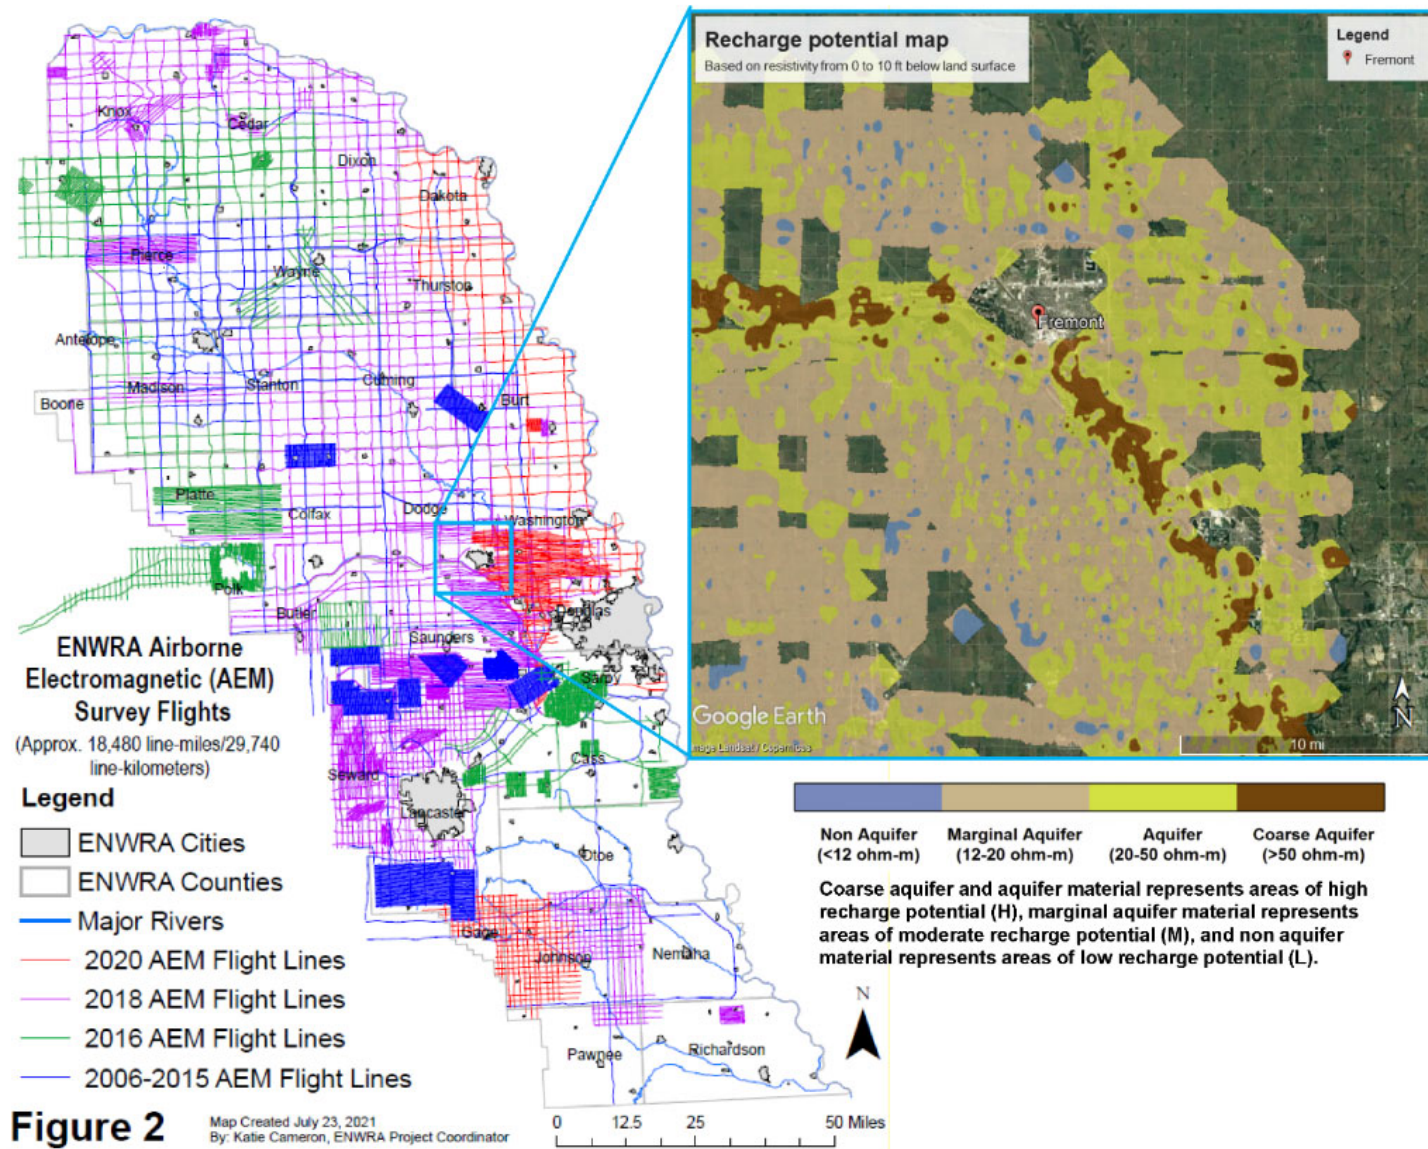 Recharge potential map
Based on resistivity from 0 to 10 ft below land surface
Legend
Fremont
Fremont
Google Earth
Image Landsat / Copernicus
10 mi
N
Knox
Cedar
Dixon
Dakota
Pierce
Wayne
Thurston
Antelope
Madison
Stanton
Cuming
Burt
Boone
Platte
Colfax
Dodge
Washington
Polk
Butler
Saunders
Douglas
Sarpy
Cass
Seward
Lancaster
Otoe
Gage
Johnson
Nemaha
Pawnee
Richardson
ENWRA Airborne
Electromagnetic (AEM)
Survey Flights
(Approx. 18,480 line-miles/29,740
line-kilometers)
Legend
ENWRA Cities
ENWRA Counties
Major Rivers
2020 AEM Flight Lines
2018 AEM Flight Lines
2016 AEM Flight Lines
2006-2015 AEM Flight Lines
Non Aquifer
(<12 ohm-m)
Marginal Aquifer
(12-20 ohm-m)
Aquifer
(20-50 ohm-m)
Coarse Aquifer
(>50 ohm-m)
Coarse aquifer and aquifer material represents areas of high
recharge potential (H), marginal aquifer material represents
areas of moderate recharge potential (M), and non aquifer
material represents areas of low recharge potential (L).
N
Figure 2
Map Created July 23, 2021
By: Katie Cameron, ENWRA Project Coordinator
0 12.5 25 50 Miles